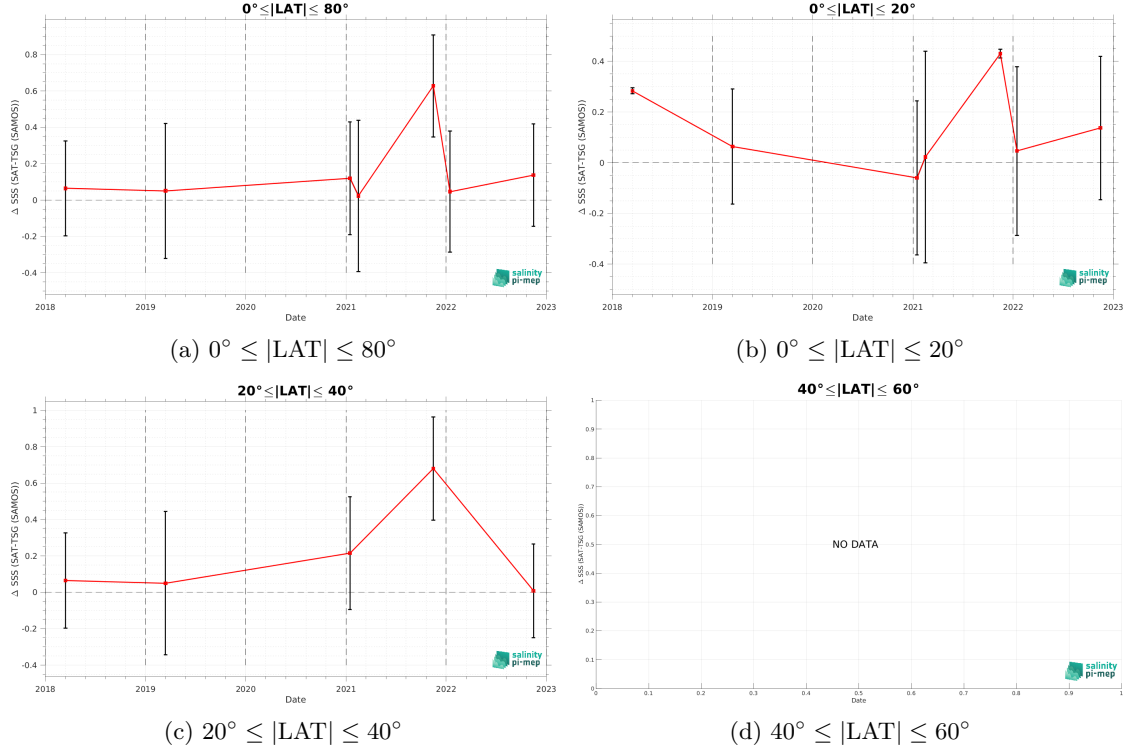 0°≤|LAT|≤ 80°
Δ SSS (SAT-TSG (SAMOS))
0.8
0.6
0.4
0.2
0
-0.2
-0.4
2018 2019 2020 2021 2022 2023
Date
salinity
pi-mep
(a) 0° ≤ |LAT| ≤ 80°
0°≤|LAT|≤ 20°
Δ SSS (SAT-TSG (SAMOS))
0.4
0.2
0
-0.2
-0.4
2018 2019 2020 2021 2022 2023
Date
salinity
pi-mep
(b) 0° ≤ |LAT| ≤ 20°
20°≤|LAT|≤ 40°
Δ SSS (SAT-TSG (SAMOS))
1
0.8
0.6
0.4
0.2
0
-0.2
-0.4
2018 2019 2020 2021 2022 2023
Date
salinity
pi-mep
(c) 20° ≤ |LAT| ≤ 40°
40°≤|LAT|≤ 60°
Δ SSS (SAT-TSG (SAMOS))
1
0.9
0.8
0.7
0.6
0.5
0.4
0.3
0.2
0.1
0
NO DATA
0 0.1 0.2 0.3 0.4 0.5 0.6 0.7 0.8 0.9 1
Date
salinity
pi-mep
(d) 40° ≤ |LAT| ≤ 60°